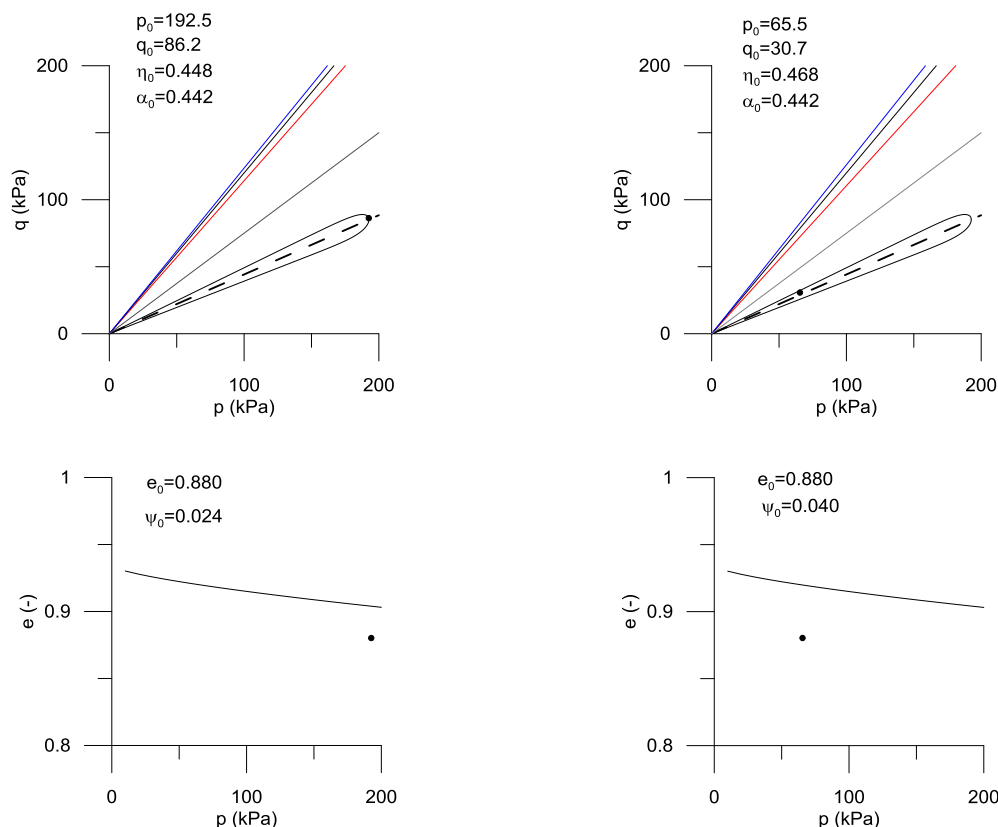 p₀=192.5
q₀=86.2
η₀=0.448
α₀=0.442
200
100
0
q (kPa)
0
100
200
p (kPa)
p₀=65.5
q₀=30.7
η₀=0.468
α₀=0.442
200
100
0
q (kPa)
0
100
200
p (kPa)
e₀=0.880
ψ₀=0.024
1
0.9
0.8
e (-)
0
100
200
p (kPa)
e₀=0.880
ψ₀=0.040
1
0.9
0.8
e (-)
0
100
200
p (kPa)